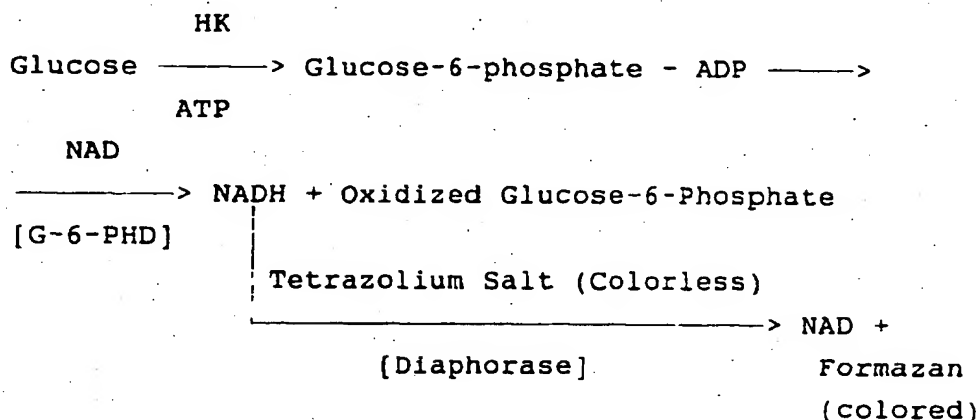 HK
Glucose ———> Glucose-6-phosphate - ADP ———>
ATP
NAD
————> NADH + Oxidized Glucose-6-Phosphate
[G-6-PHD]
Tetrazolium Salt (Colorless)
————> NAD +
[Diaphorase] Formazan
(colored)